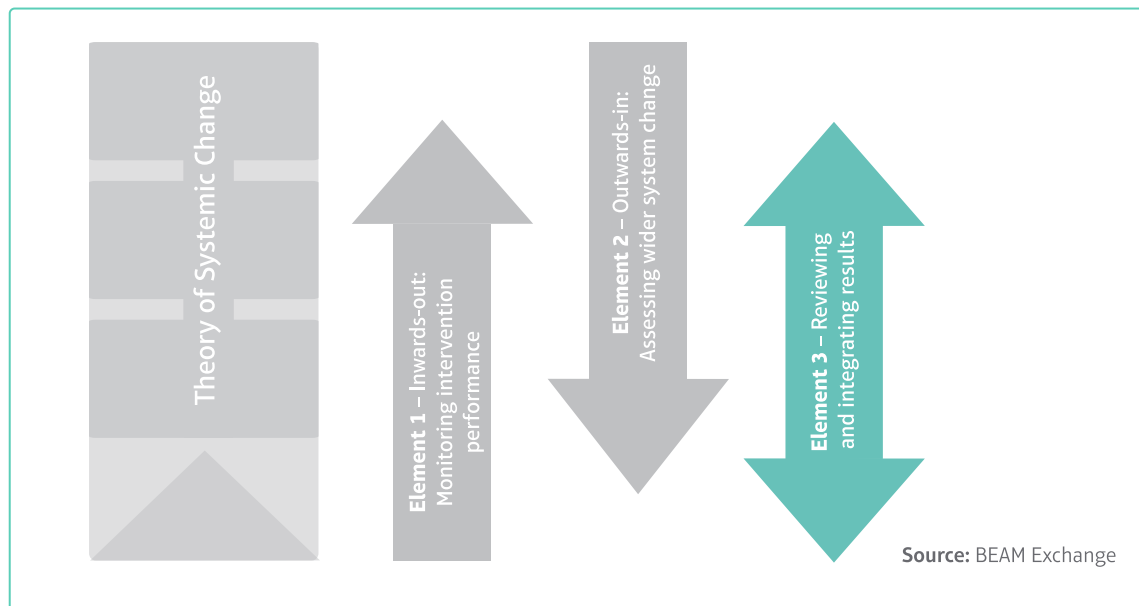 Theory of Systemic Change
Element 1 – Inwards-out:
Monitoring intervention
performance
Element 2 – Outwards-in:
Assessing wider system change
Element 3 – Reviewing
and integrating results
Source: BEAM Exchange